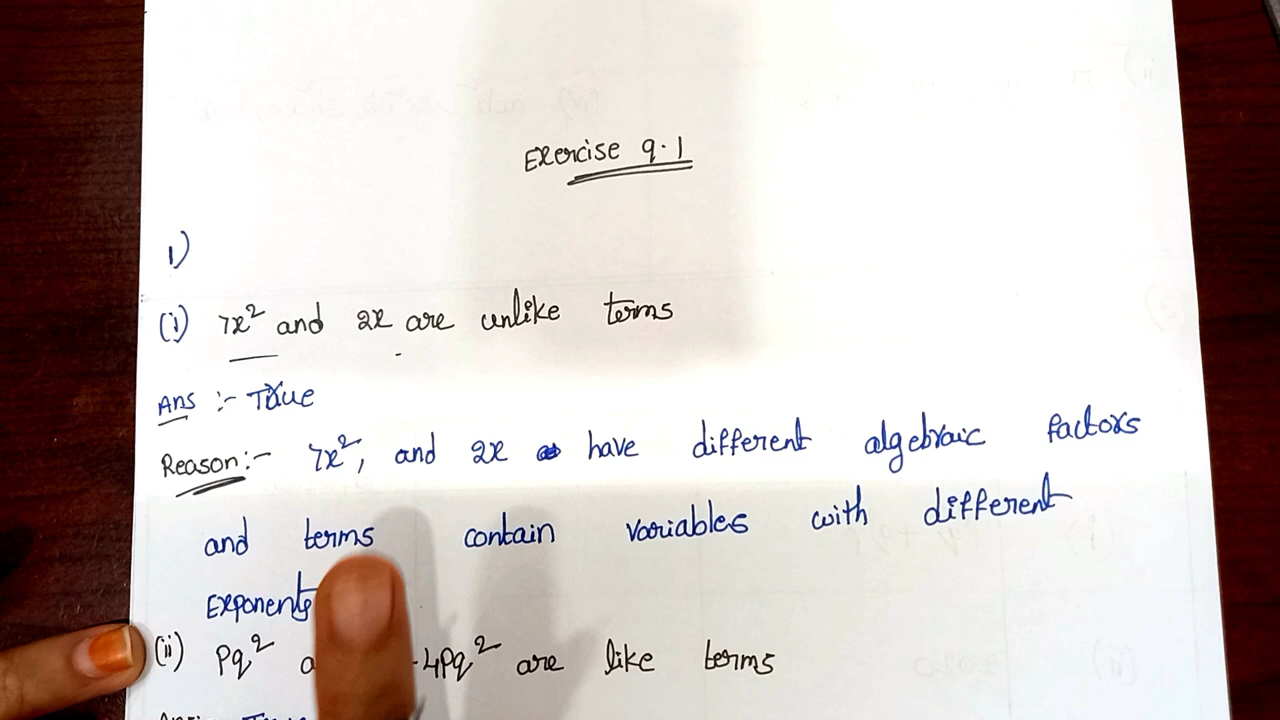 Exercise 9.1
1)
(i) 7x² and 2x are unlike terms
Ans :- True
Reason:- 7x², and 2x have different algebraic factors
and terms contain variables with different
Exponents
(ii) pq² -4pq² are like terms